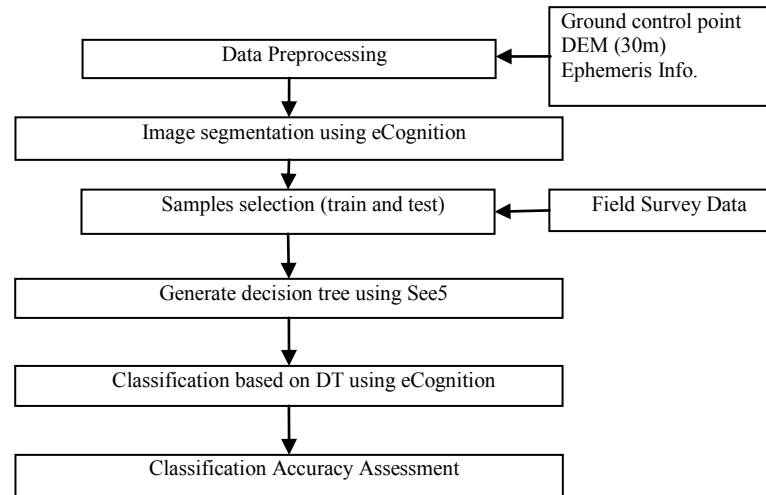 Ground control point
DEM (30m)
Ephemeris Info.
Data Preprocessing
Image segmentation using eCognition
Samples selection (train and test)
Field Survey Data
Generate decision tree using See5
Classification based on DT using eCognition
Classification Accuracy Assessment